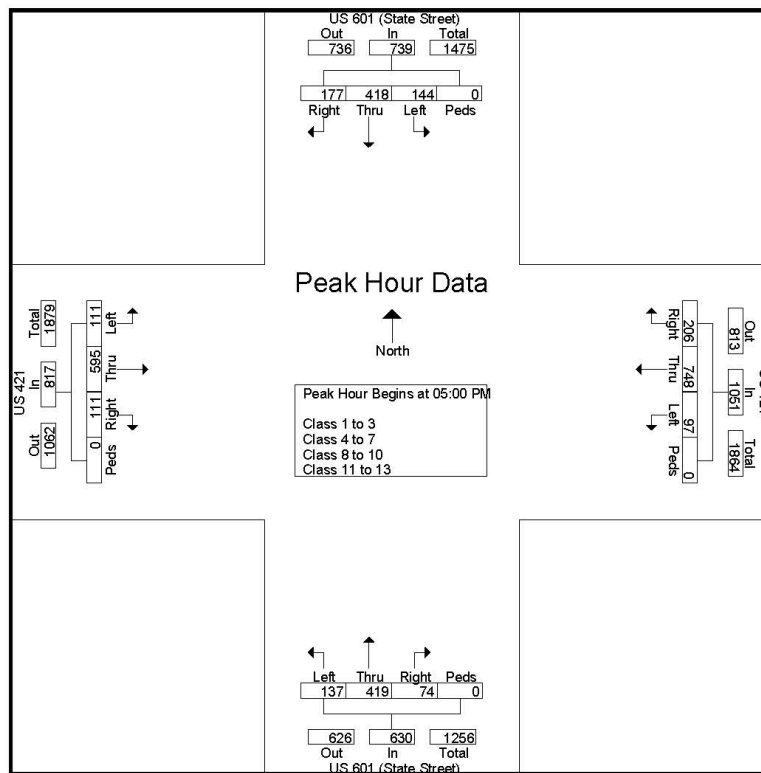 US 601 (State Street)
Out In Total
736 739 1475
177 418 144 0
Right Thru Left Peds
Peak Hour Data
North
Peak Hour Begins at 05:00 PM
Class 1 to 3
Class 4 to 7
Class 8 to 10
Class 11 to 13
US 421
Out In Total
1062 817 1879
0 111 595 111
Peds Right Thru Left
Out In Total
813 1051 1864
206 748 97 0
Right Thru Left Peds
Left Thru Right Peds
137 419 74 0
626 630 1256
Out In Total
US 601 (State Street)